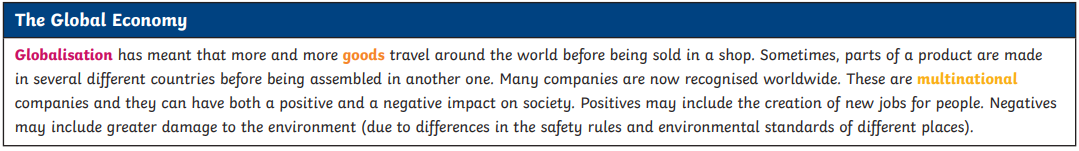 The Global Economy
Globalisation has meant that more and more goods travel around the world before being sold in a shop. Sometimes, parts of a product are made
in several different countries before being assembled in another one. Many companies are now recognised worldwide. These are multinational
companies and they can have both a positive and a negative impact on society. Positives may include the creation of new jobs for people. Negatives
may include greater damage to the environment (due to differences in the safety rules and environmental standards of different places).